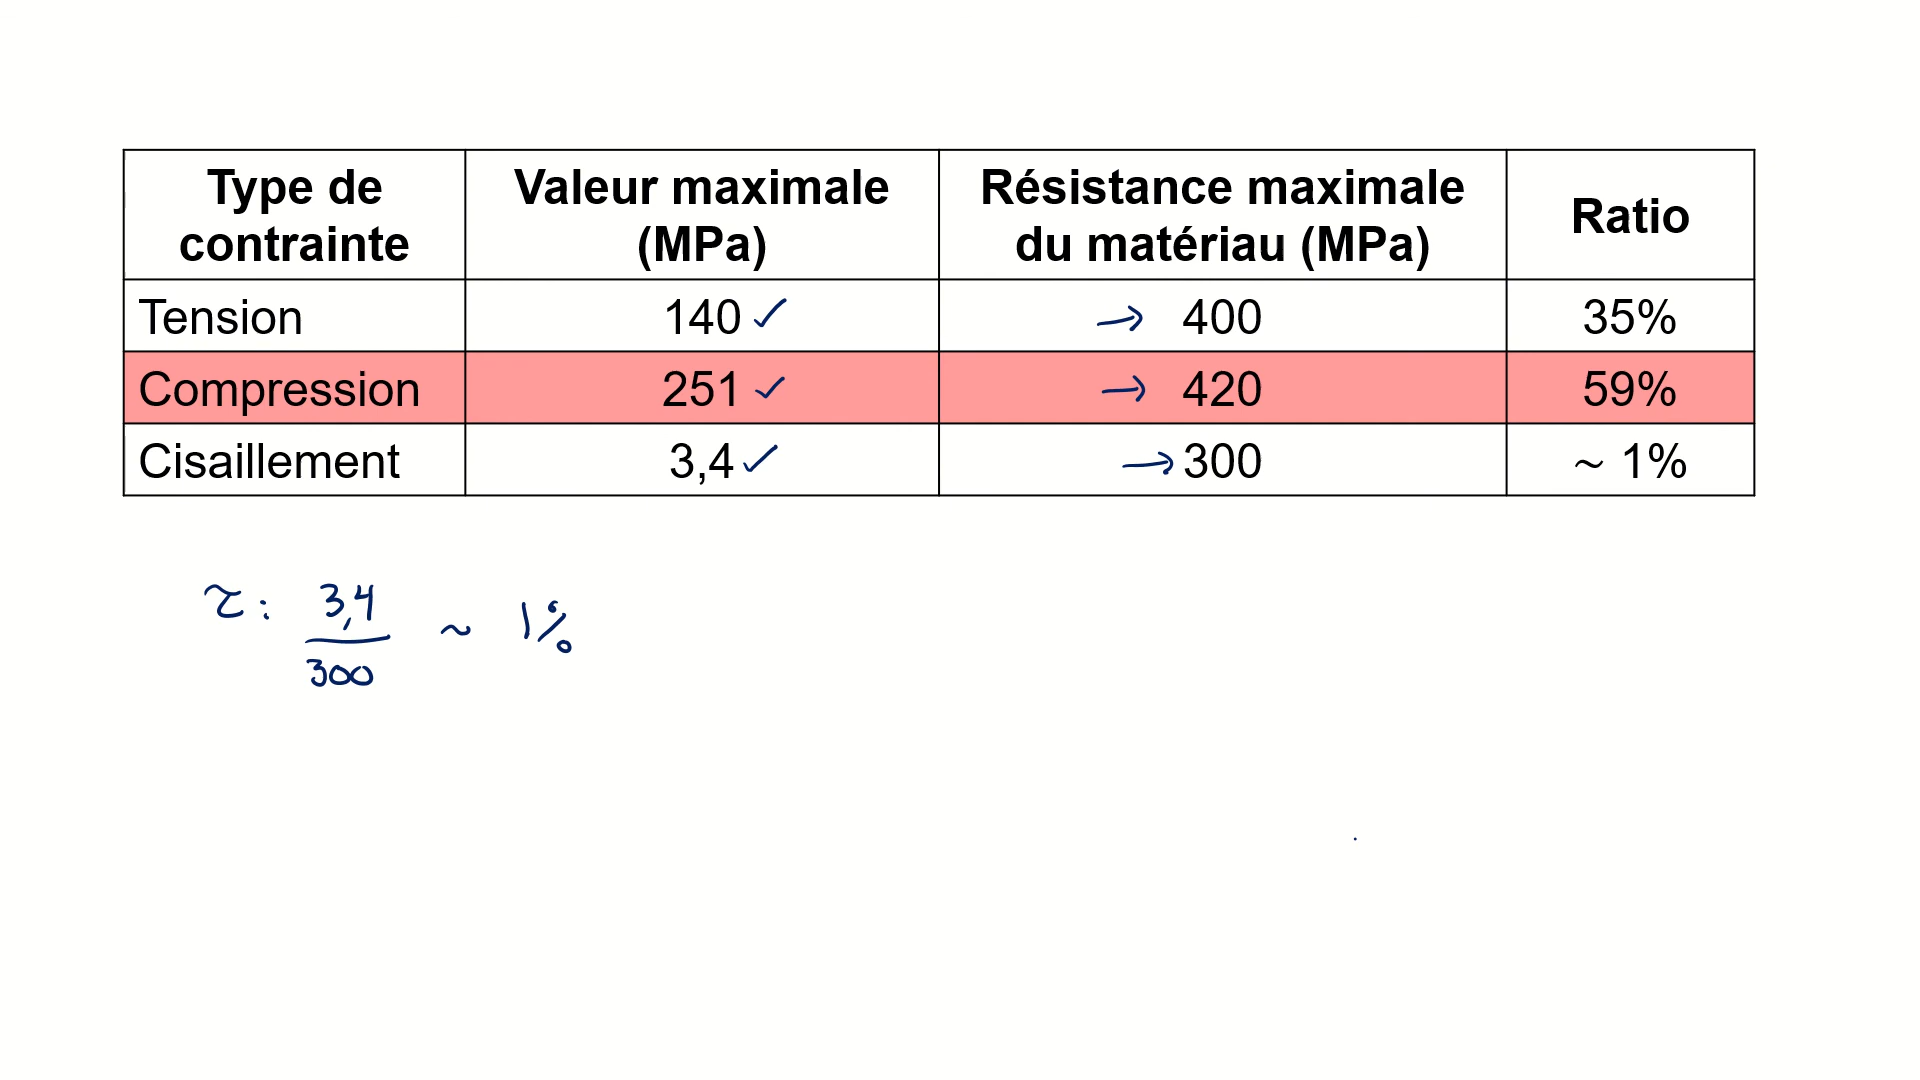 Type de contrainte
Valeur maximale (MPa)
Résistance maximale du matériau (MPa)
Ratio
Tension 140 ✓ → 400 35%
Compression 251 ✓ → 420 59%
Cisaillement 3,4 ✓ → 300 ~ 1%
τ: 3,4 / 300 ~ 1%